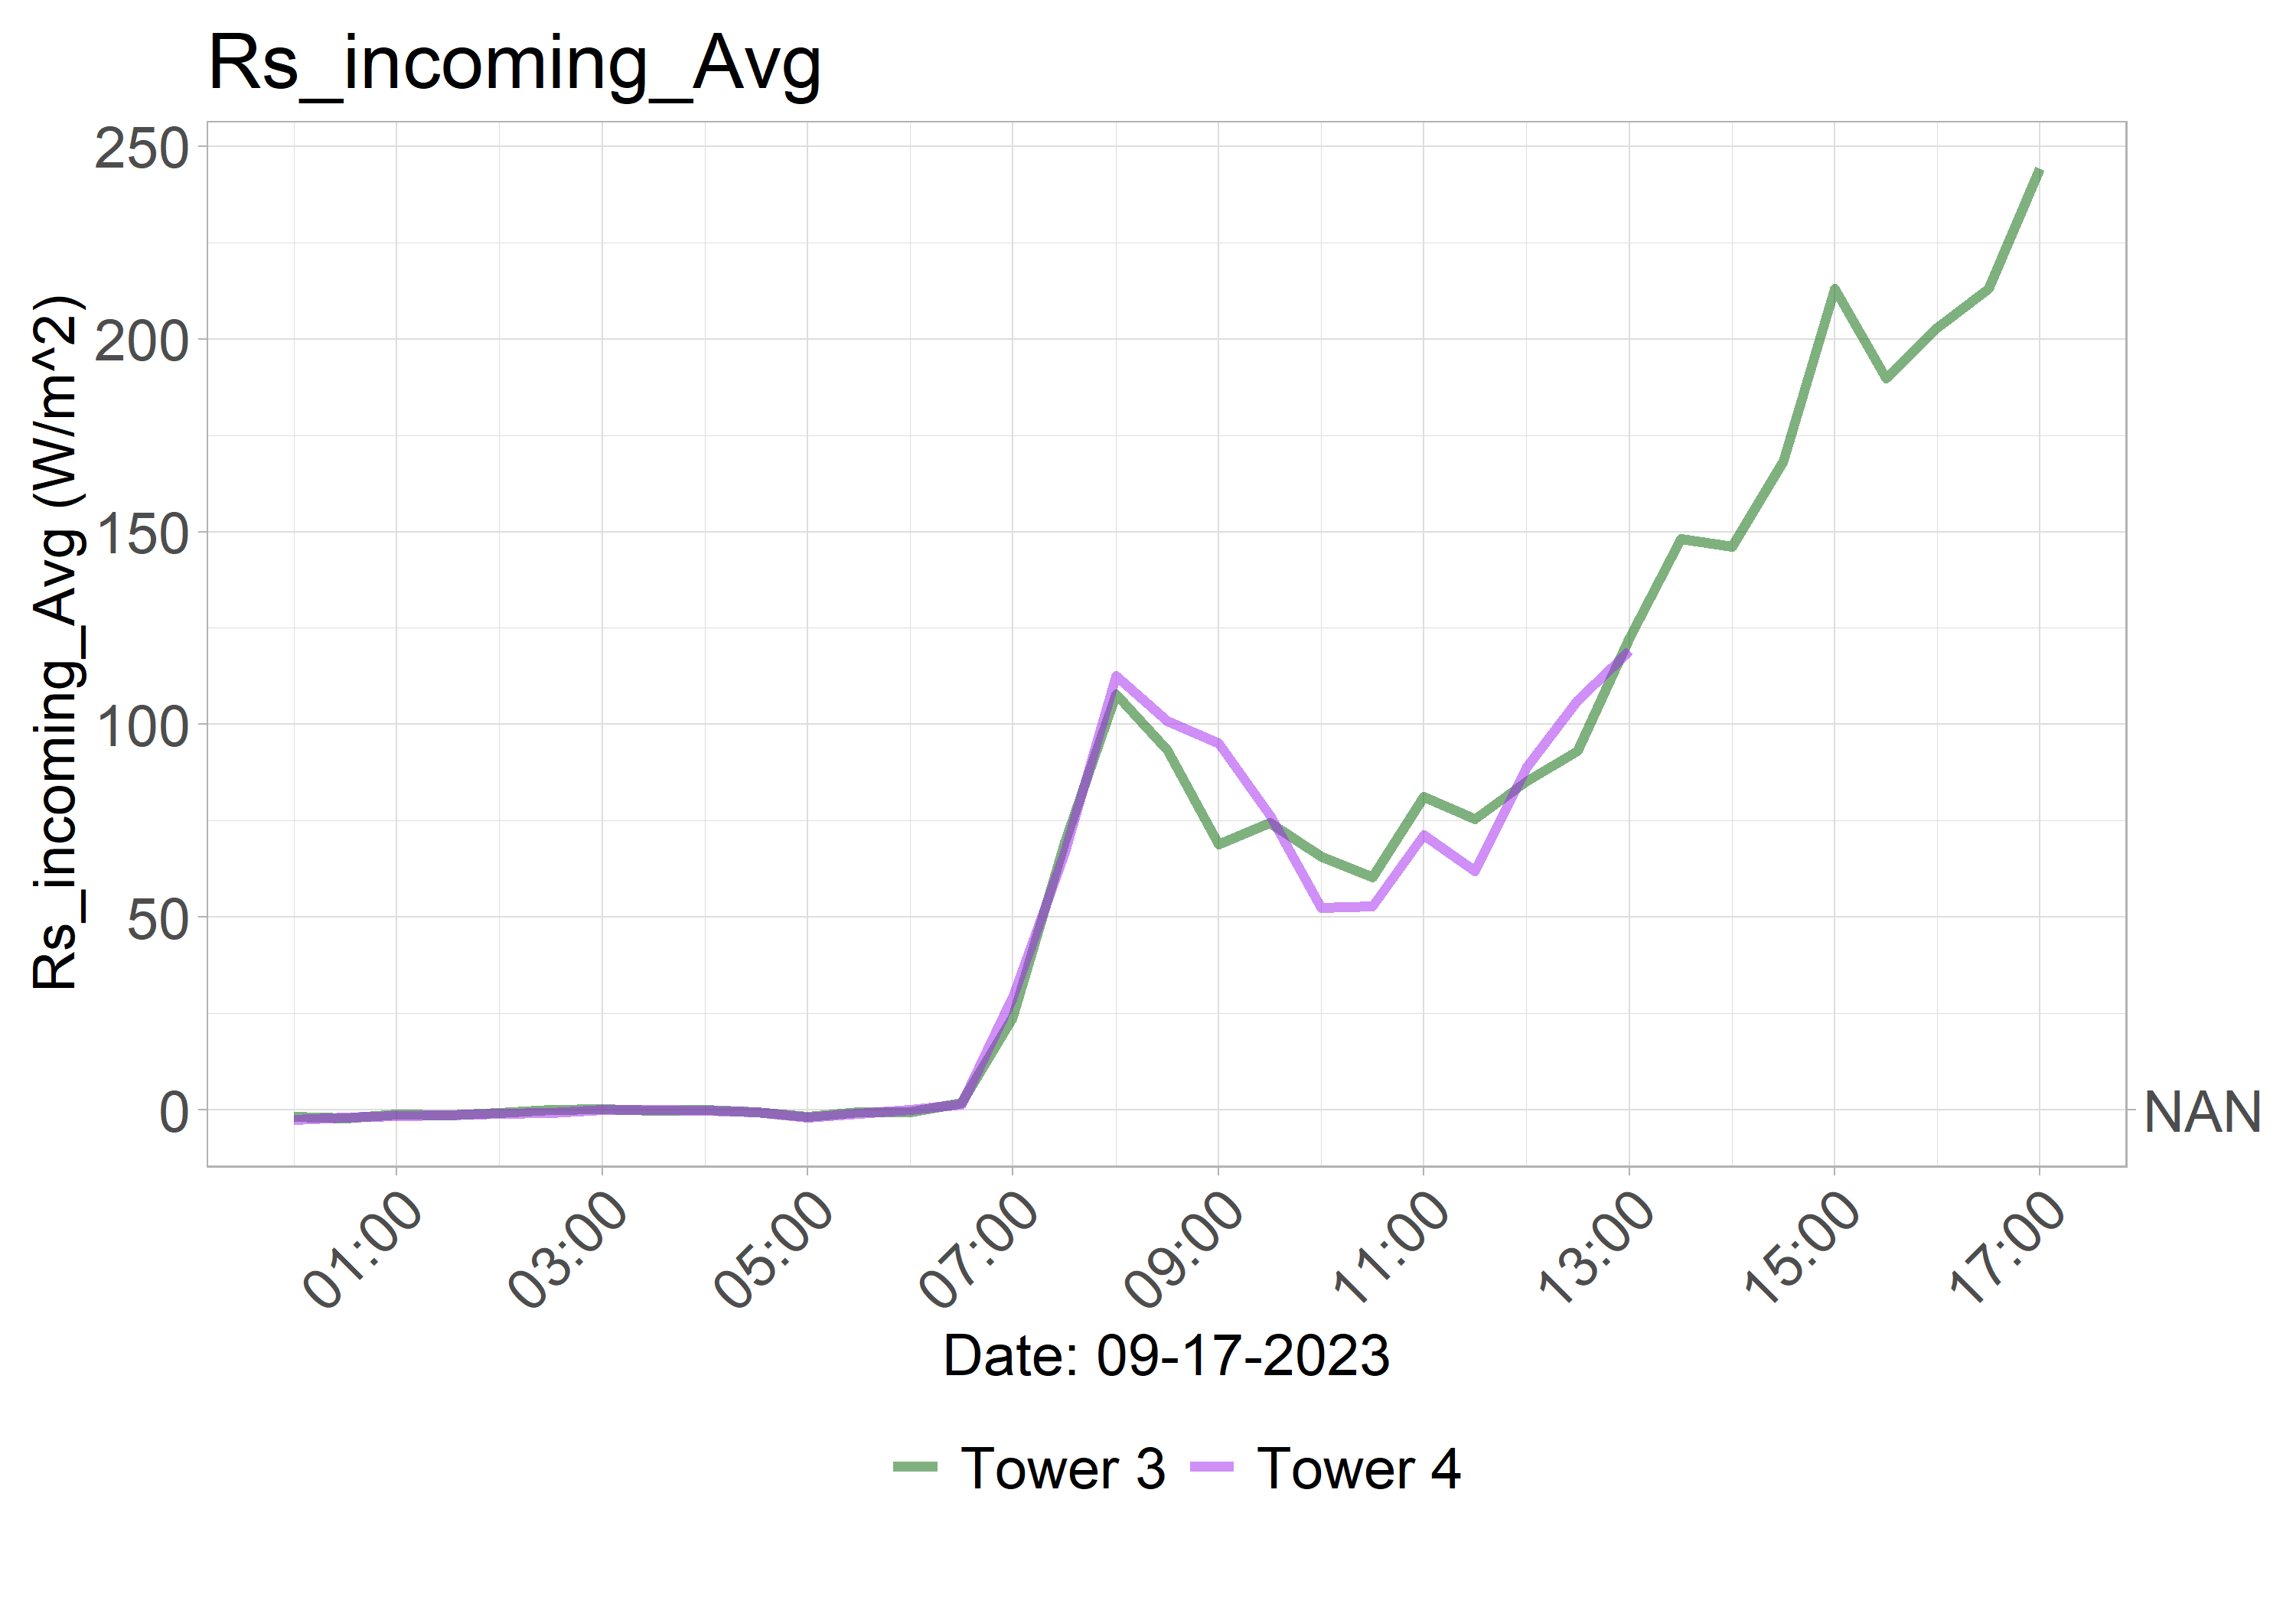 Rs_incoming_Avg
Rs_incoming_Avg (W/m^2)
250
200
150
100
50
0
NAN
01:00
03:00
05:00
07:00
09:00
11:00
13:00
15:00
17:00
Date: 09-17-2023
Tower 3
Tower 4